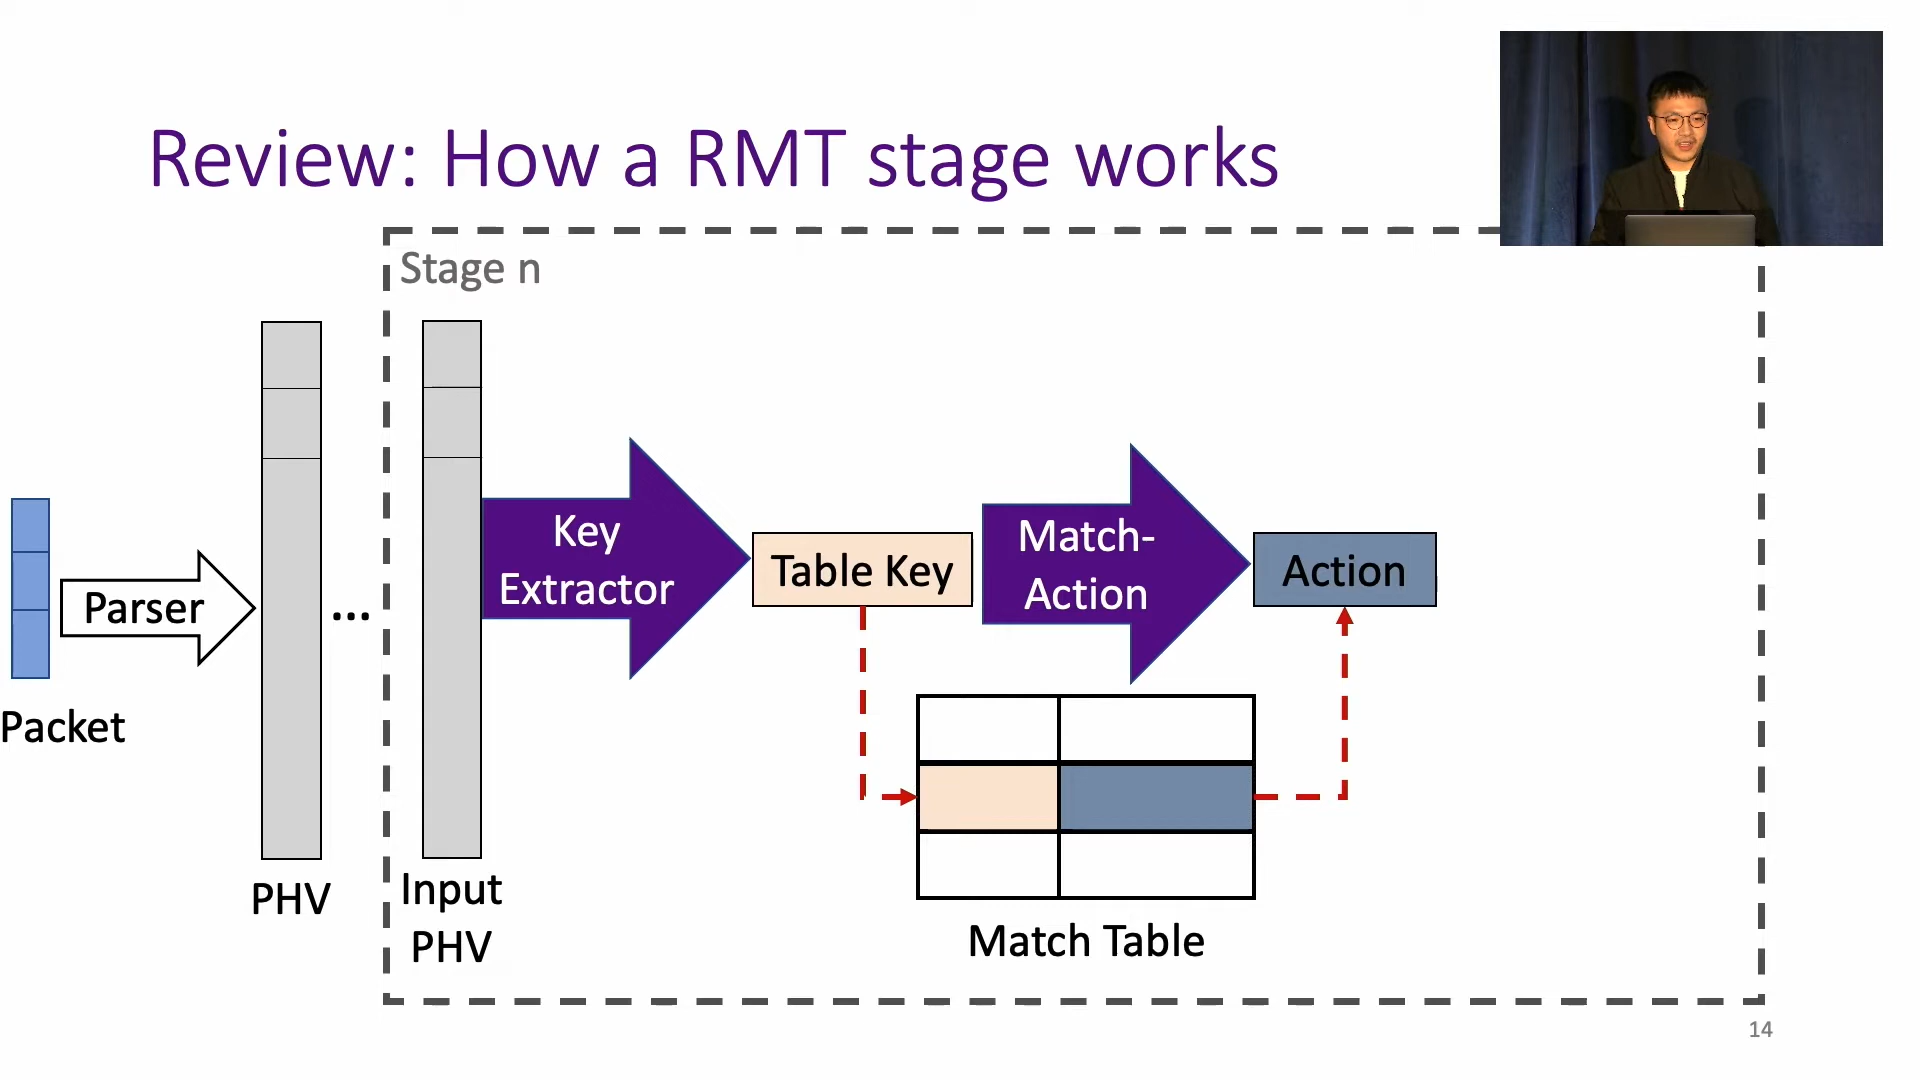 Review: How a RMT stage works
Stage n
Key
Extractor
Table Key
Match-
Action
Action
Parser
...
Packet
PHV
Input
PHV
Match Table
14